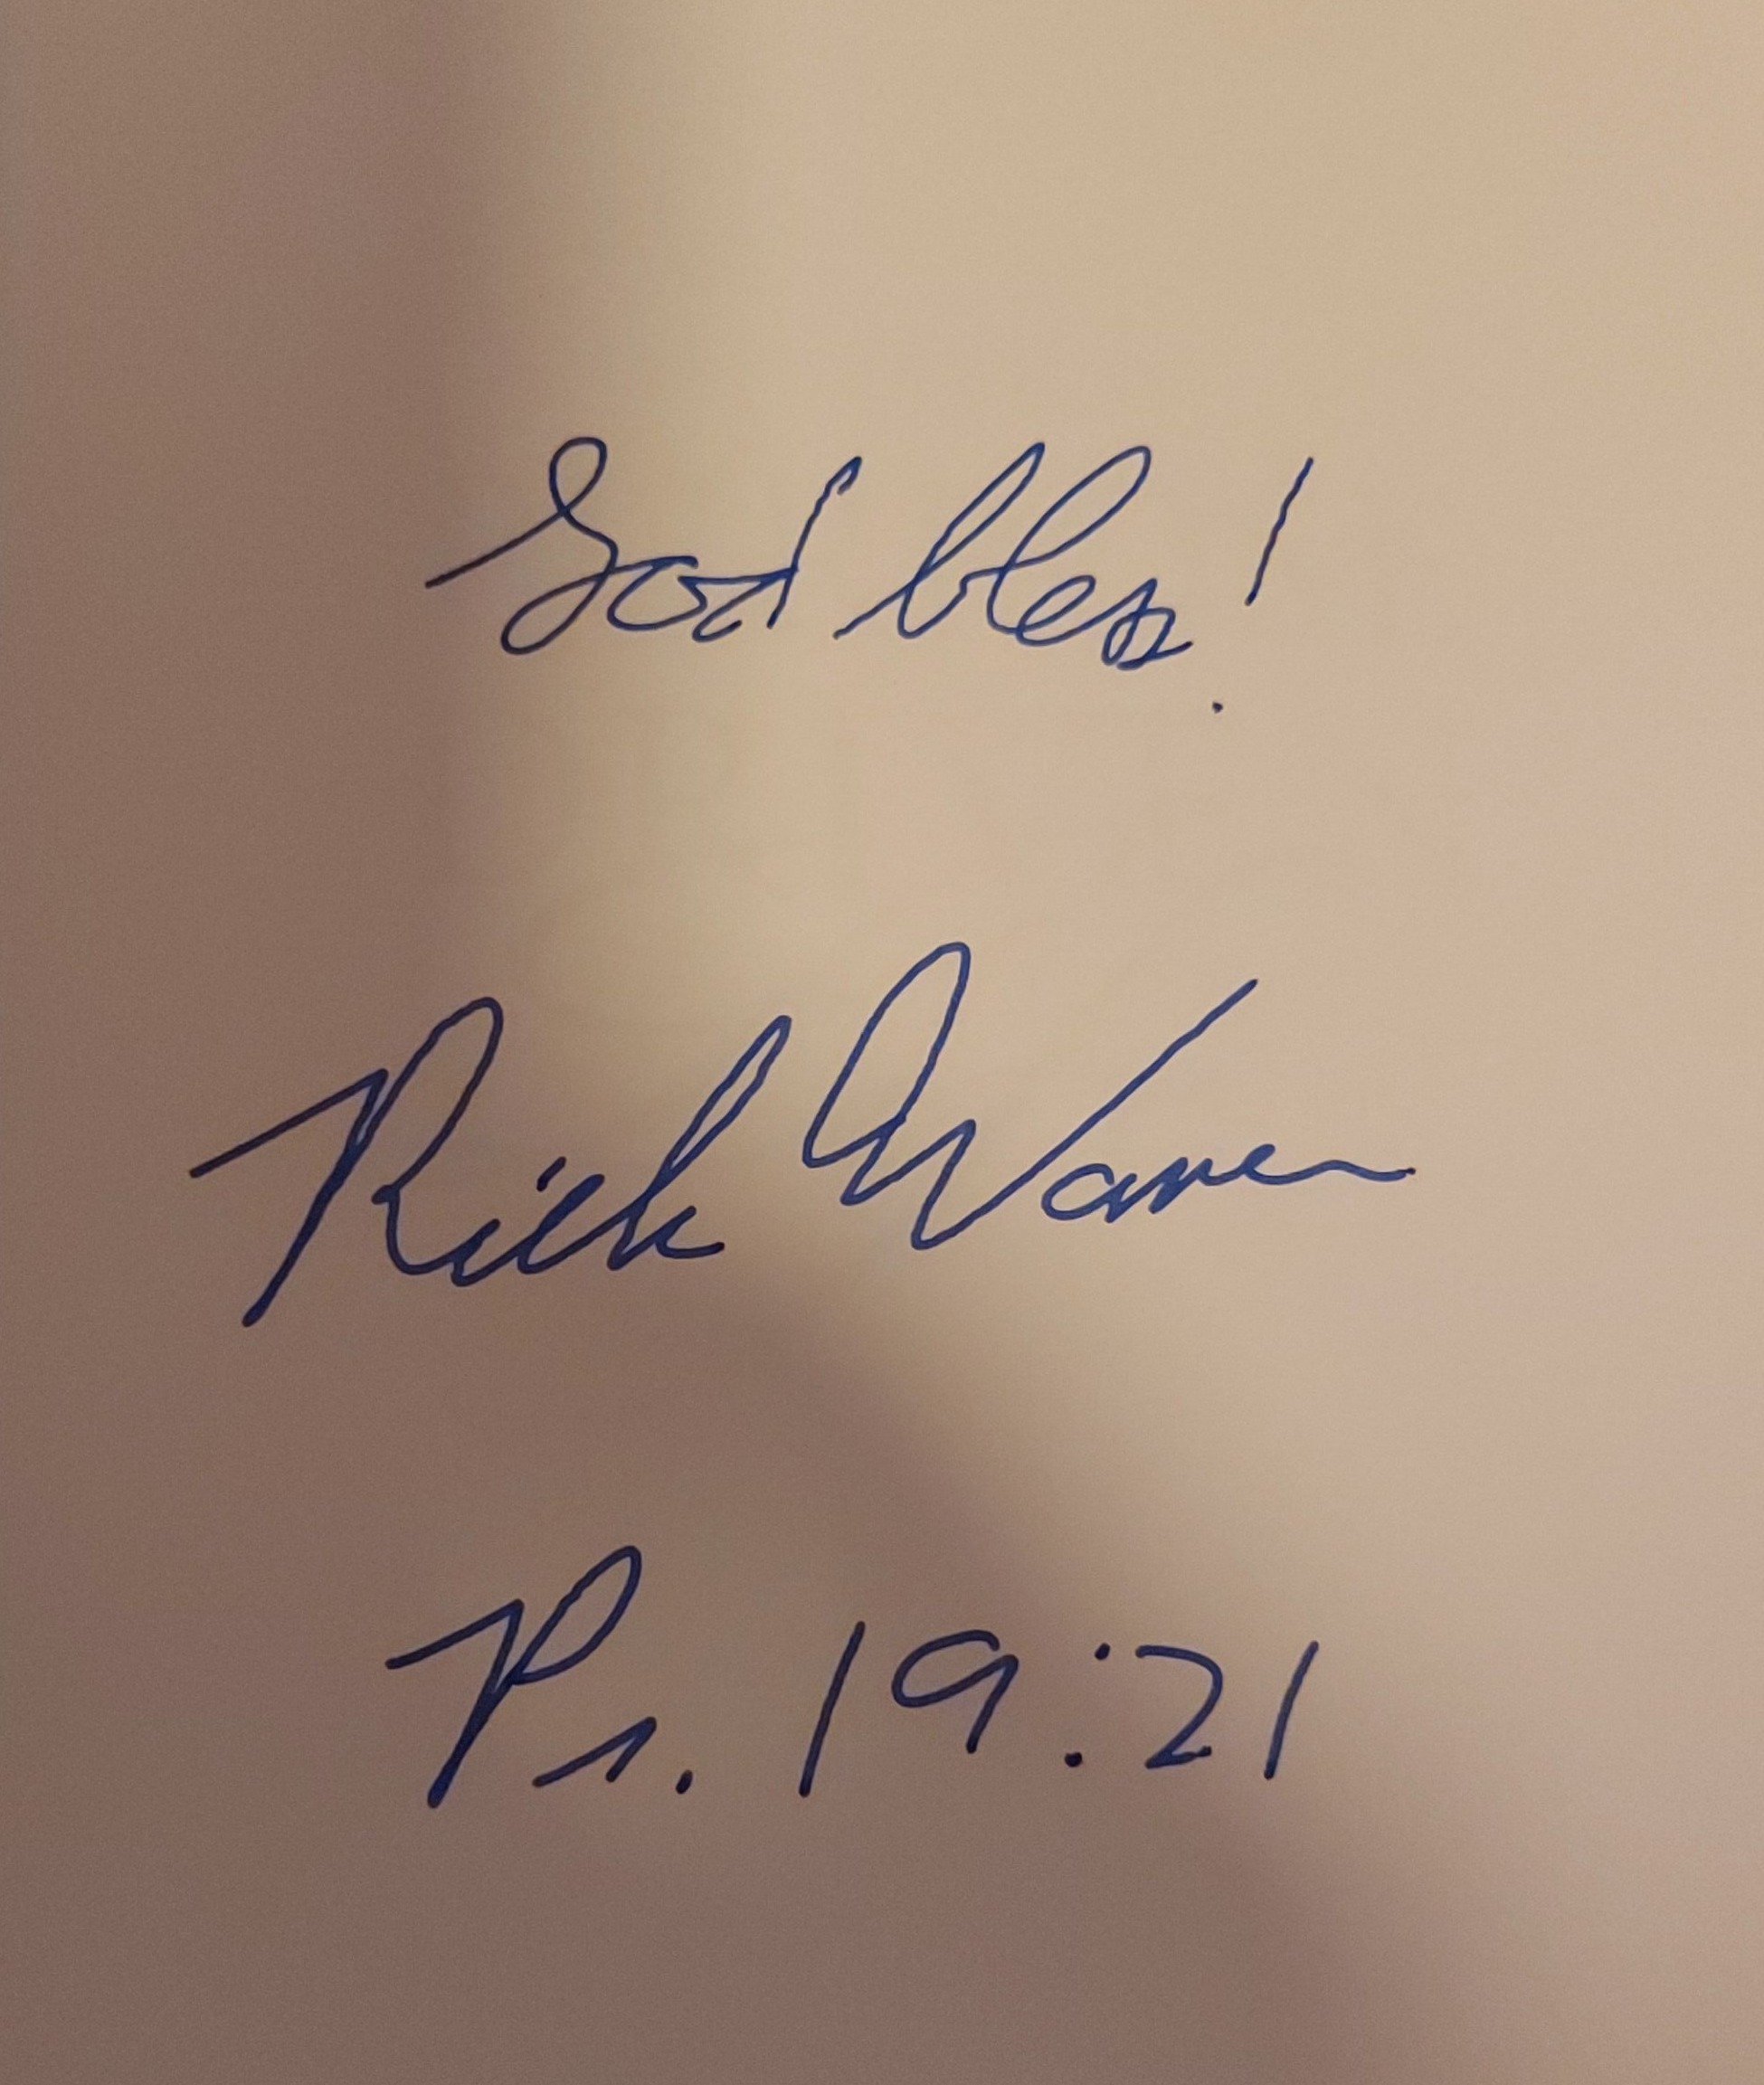 God bless!
Rick Warren
Pr. 19:21